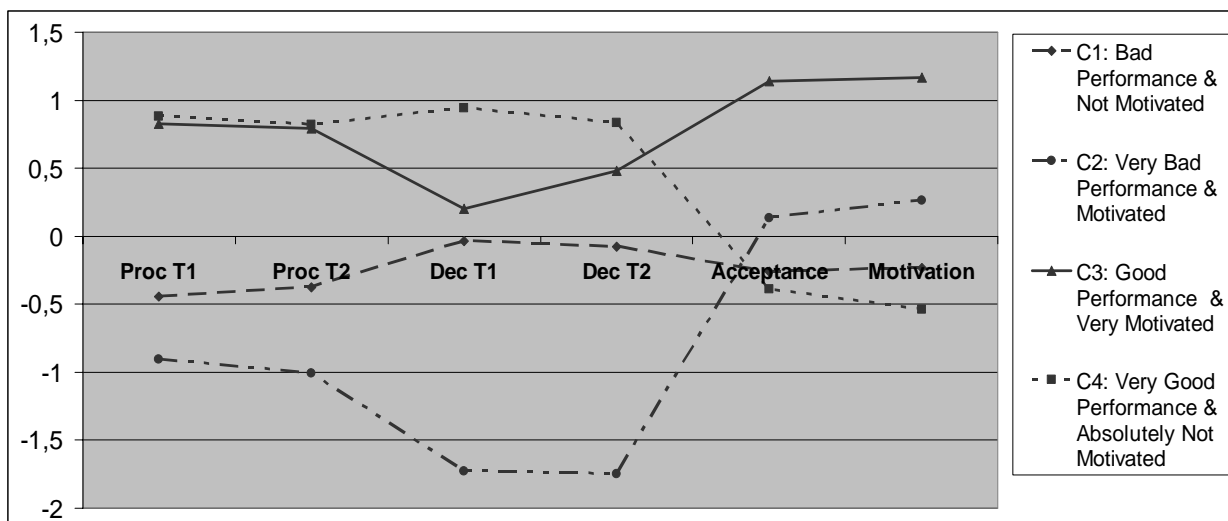 1,5
1
0,5
0
-0,5
-1
-1,5
-2
Proc T1 Proc T2 Dec T1 Dec T2 Acceptance Motivation
C1: Bad
Performance &
Not Motivated
C2: Very Bad
Performance &
Motivated
C3: Good
Performance &
Very Motivated
C4: Very Good
Performance &
Absolutely Not
Motivated